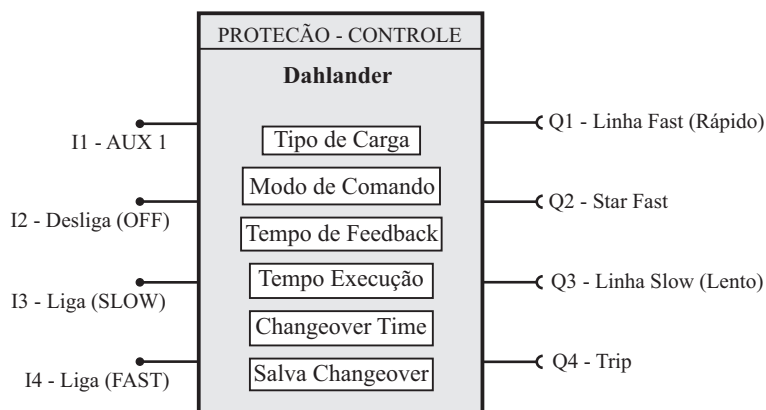 PROTECÃO - CONTROLE
Dahlander
I1 - AUX 1
I2 - Desliga (OFF)
I3 - Liga (SLOW)
I4 - Liga (FAST)
Tipo de Carga
Modo de Comando
Tempo de Feedback
Tempo Execução
Changeover Time
Salva Changeover
Q1 - Linha Fast (Rápido)
Q2 - Star Fast
Q3 - Linha Slow (Lento)
Q4 - Trip